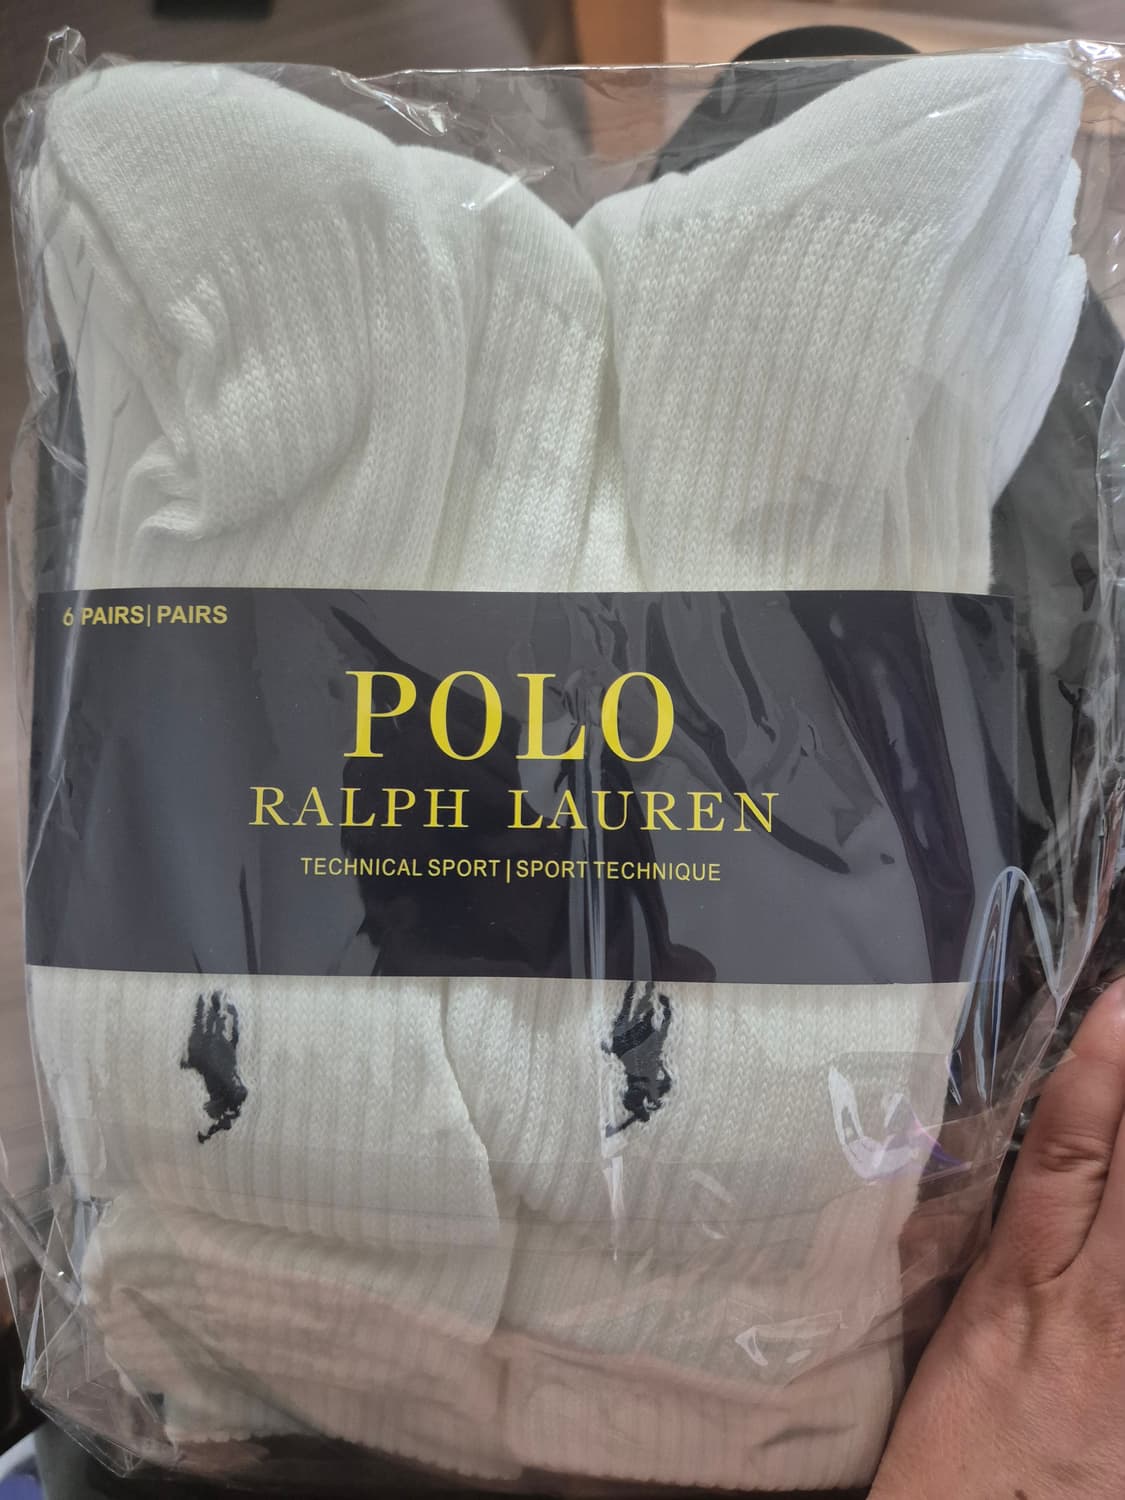 6 PAIRS| PAIRS
POLO
RALPH LAUREN
TECHNICAL SPORT|SPORT TECHNIQUE